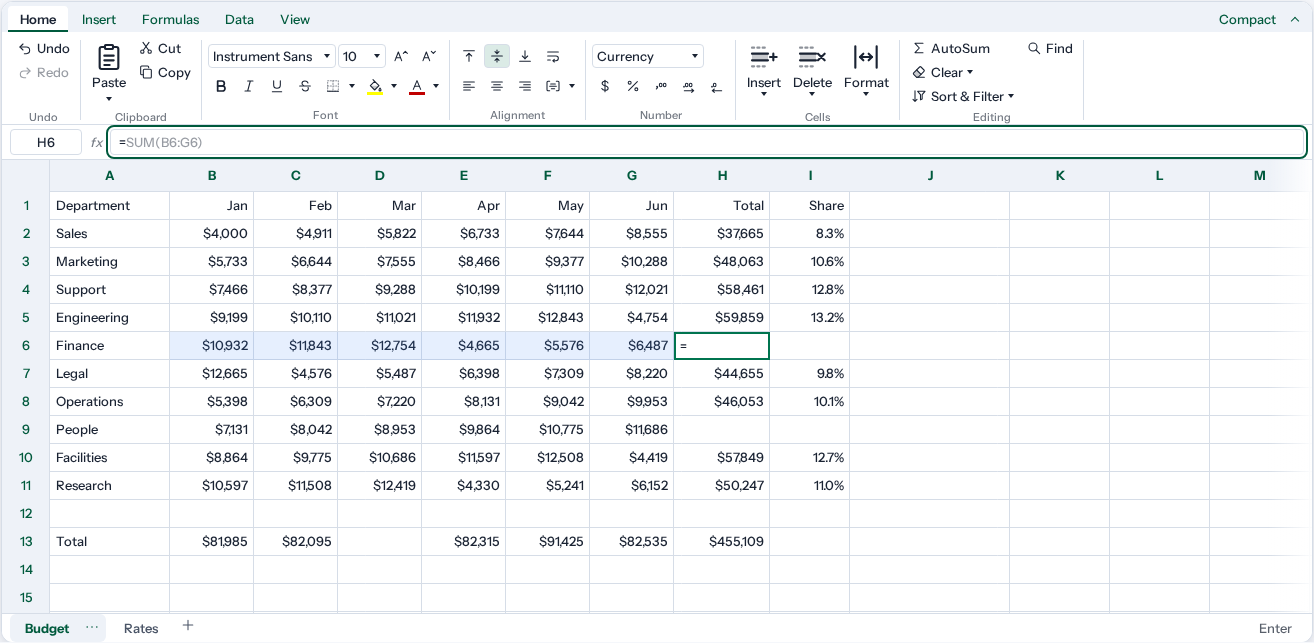 Home Insert Formulas Data View Compact
Undo Redo Undo
Paste Cut Copy Clipboard
Instrument Sans 10 A^ Aˇ
B I U S A Font
Alignment
Currency
$ % ,00 ,00 ,0 Number
Insert Delete Format Cells
AutoSum Find
Clear
Sort & Filter
Editing
H6 fx =SUM(B6:G6)
A B C D E F G H I J K L M
1 Department Jan Feb Mar Apr May Jun Total Share
2 Sales $4,000 $4,911 $5,822 $6,733 $7,644 $8,555 $37,665 8.3%
3 Marketing $5,733 $6,644 $7,555 $8,466 $9,377 $10,288 $48,063 10.6%
4 Support $7,466 $8,377 $9,288 $10,199 $11,110 $12,021 $58,461 12.8%
5 Engineering $9,199 $10,110 $11,021 $11,932 $12,843 $4,754 $59,859 13.2%
6 Finance $10,932 $11,843 $12,754 $4,665 $5,576 $6,487 =
7 Legal $12,665 $4,576 $5,487 $6,398 $7,309 $8,220 $44,655 9.8%
8 Operations $5,398 $6,309 $7,220 $8,131 $9,042 $9,953 $46,053 10.1%
9 People $7,131 $8,042 $8,953 $9,864 $10,775 $11,686
10 Facilities $8,864 $9,775 $10,686 $11,597 $12,508 $4,419 $57,849 12.7%
11 Research $10,597 $11,508 $12,419 $4,330 $5,241 $6,152 $50,247 11.0%
12
13 Total $81,985 $82,095 $82,315 $91,425 $82,535 $455,109
14
15
Budget ··· Rates + Enter